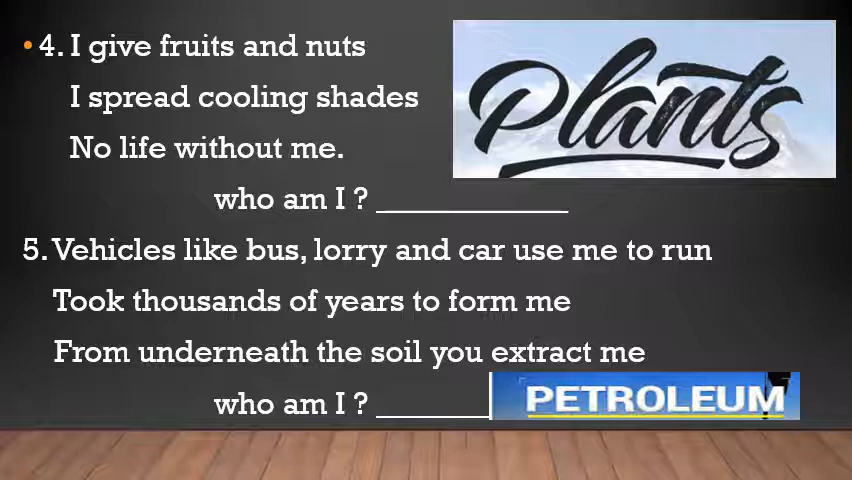 • 4. I give fruits and nuts
I spread cooling shades
No life without me.
who am I ? ____________
Plants
5. Vehicles like bus, lorry and car use me to run
Took thousands of years to form me
From underneath the soil you extract me
who am I ? _______ PETROLEUM